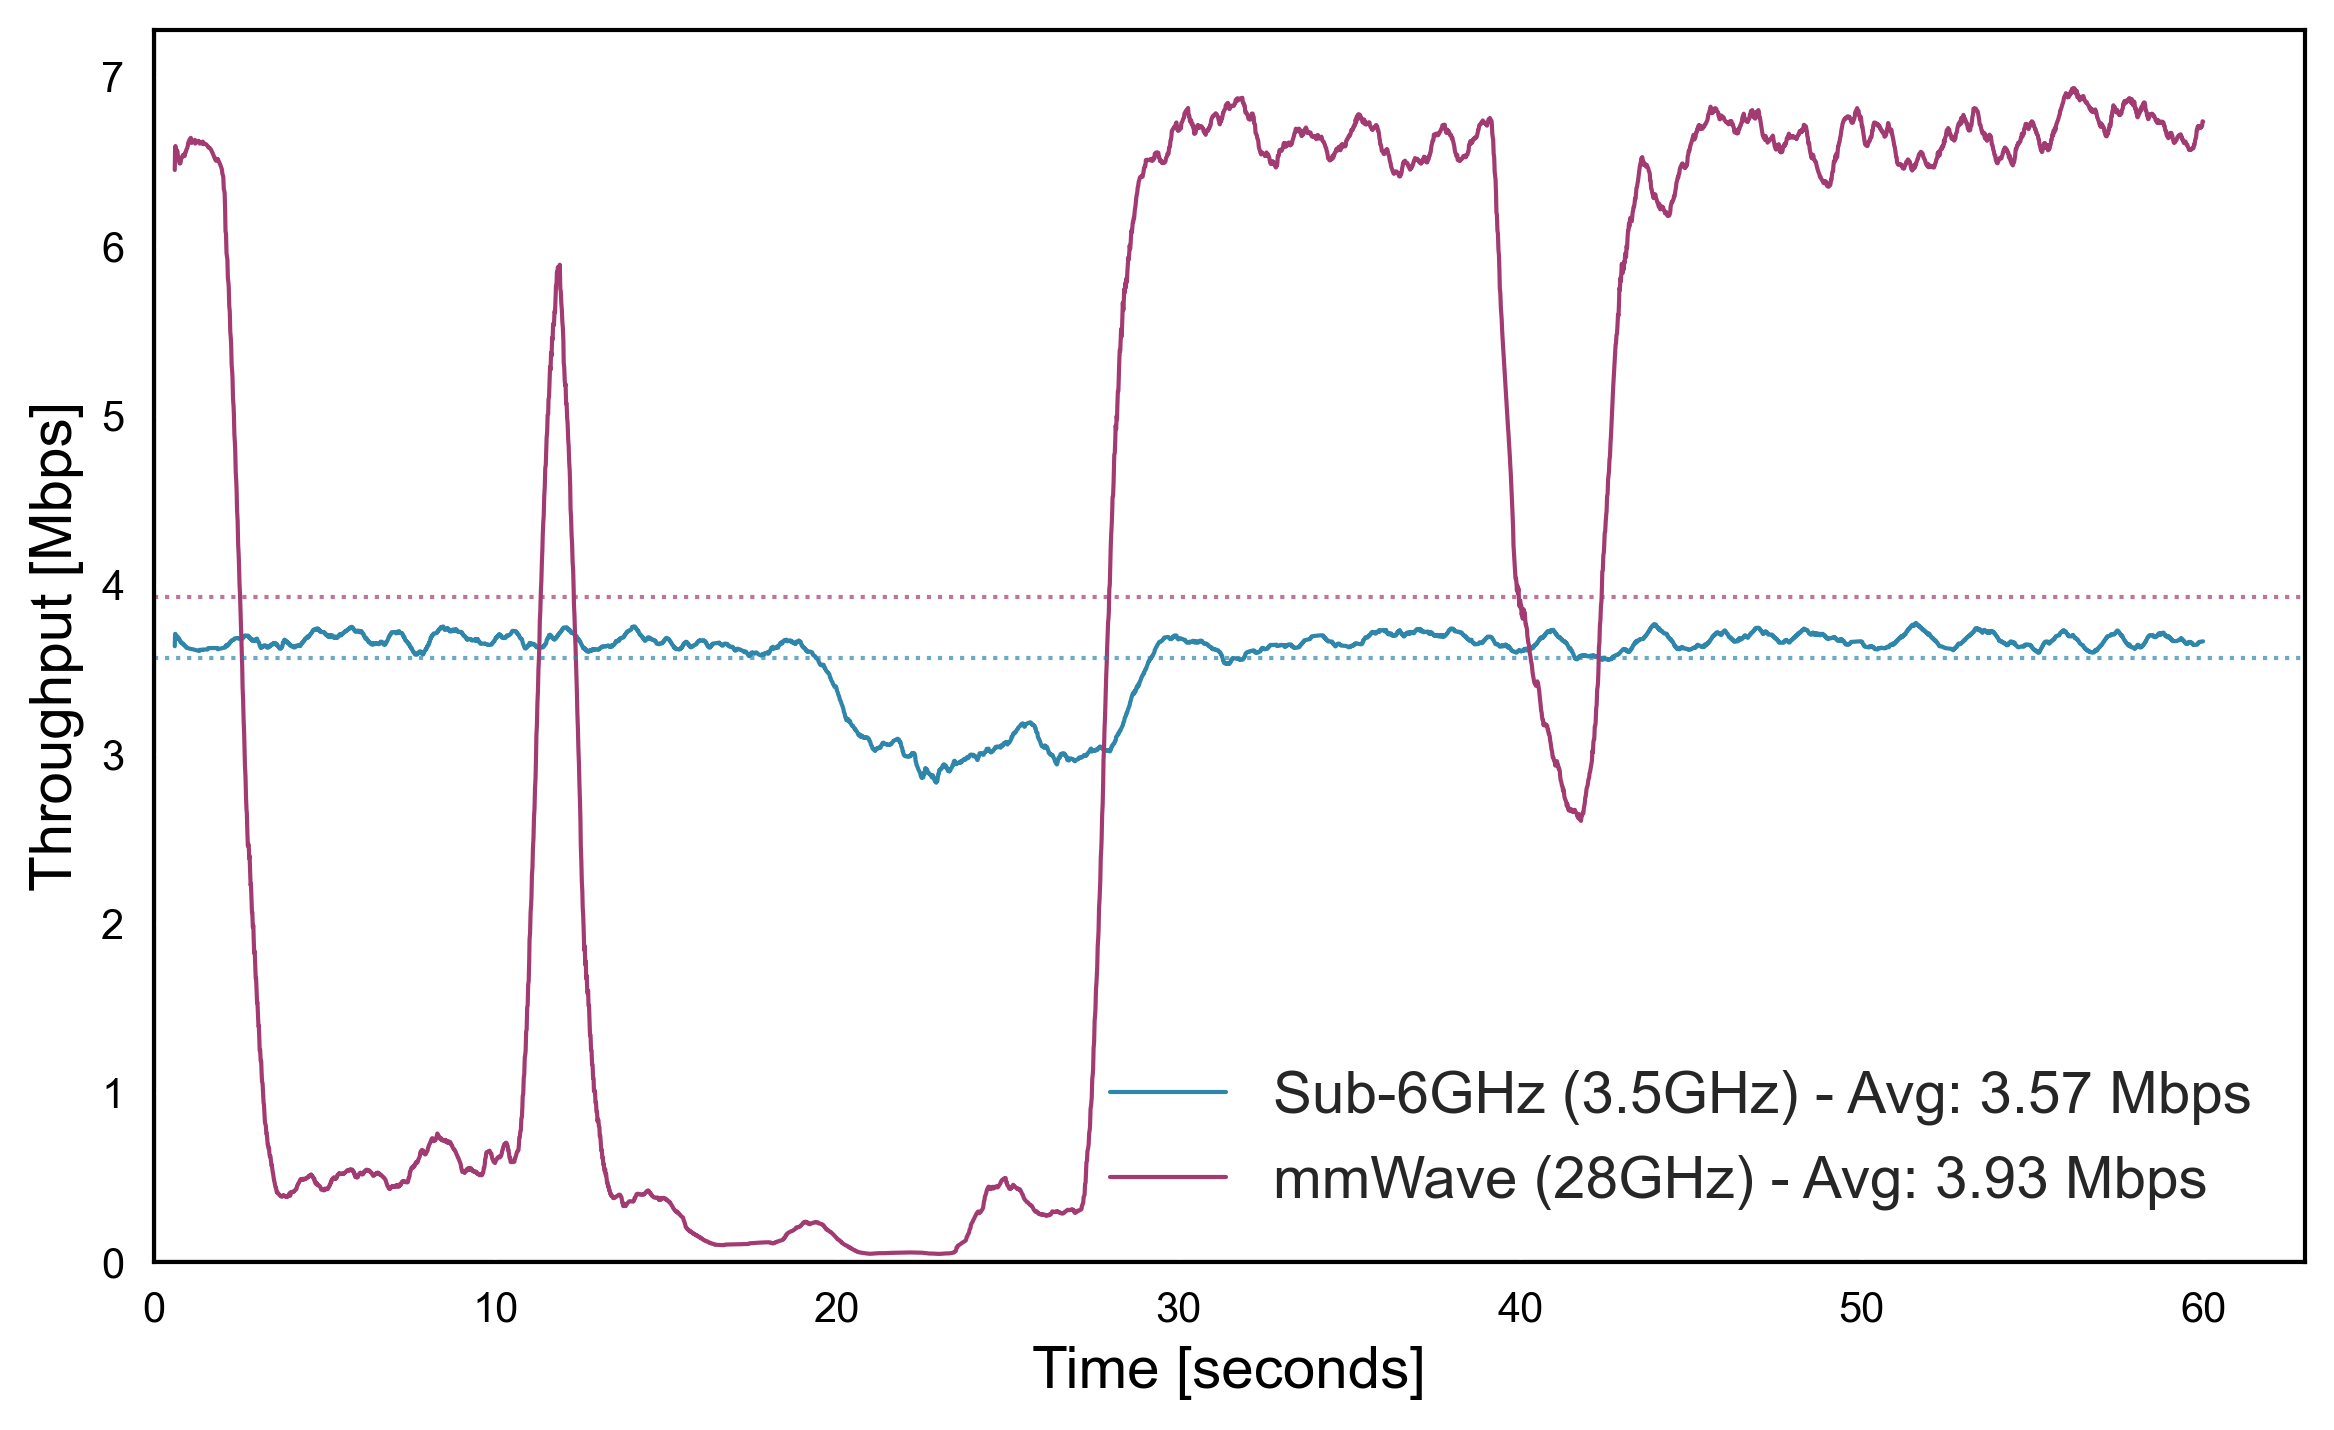 7
6
5
4
3
2
1
0
Throughput [Mbps]
Sub-6GHz (3.5GHz) - Avg: 3.57 Mbps
mmWave (28GHz) - Avg: 3.93 Mbps
0 10 20 30 40 50 60
Time [seconds]